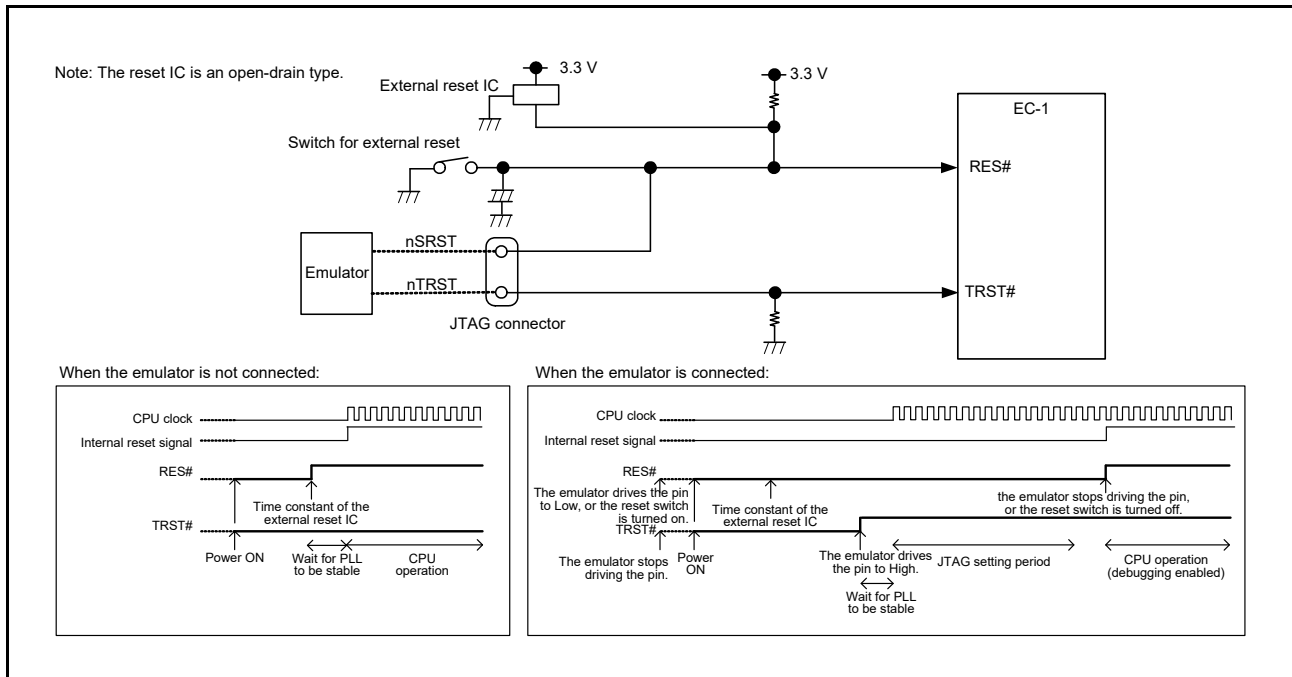 Note: The reset IC is an open-drain type.
3.3 V
3.3 V
External reset IC
EC-1
Switch for external reset
RES#
nSRST
Emulator
nTRST
TRST#
JTAG connector
When the emulator is not connected:
CPU clock
Internal reset signal
RES#
Time constant of the
external reset IC
TRST#
Power ON
Wait for PLL
to be stable
CPU
operation
When the emulator is connected:
CPU clock
Internal reset signal
RES#
The emulator drives the pin
to Low, or the reset switch
is turned on.
Time constant of the
external reset IC
the emulator stops driving the pin,
or the reset switch is turned off.
TRST#
The emulator stops
driving the pin.
Power
ON
The emulator drives
the pin to High.
JTAG setting period
CPU operation
(debugging enabled)
Wait for PLL
to be stable